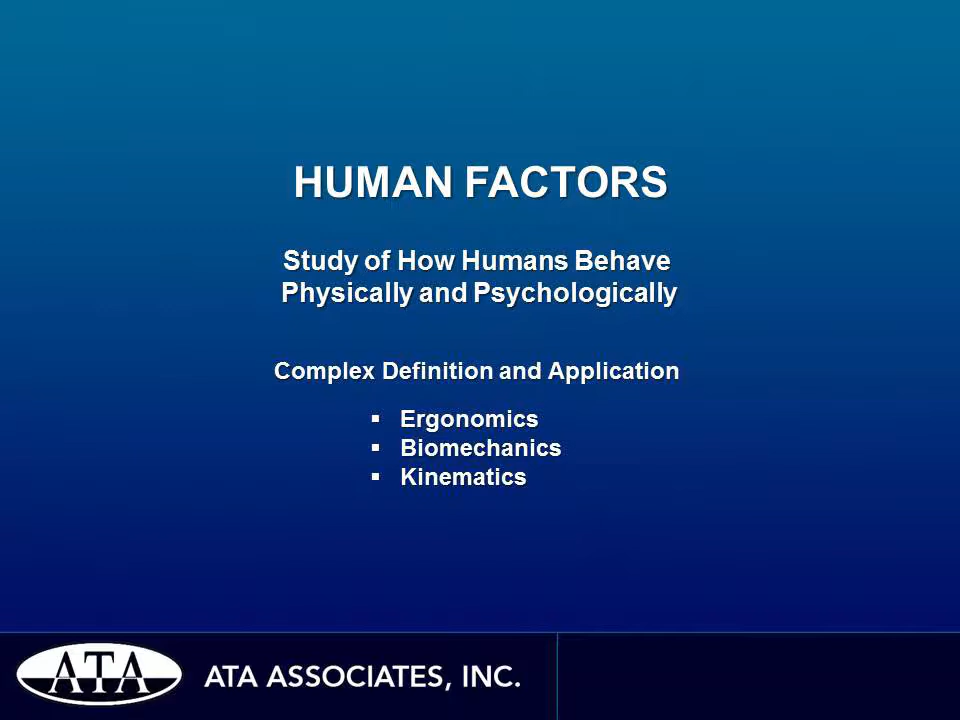 HUMAN FACTORS
Study of How Humans Behave
Physically and Psychologically
Complex Definition and Application
▪ Ergonomics
▪ Biomechanics
▪ Kinematics
ATA
ATA ASSOCIATES, INC.